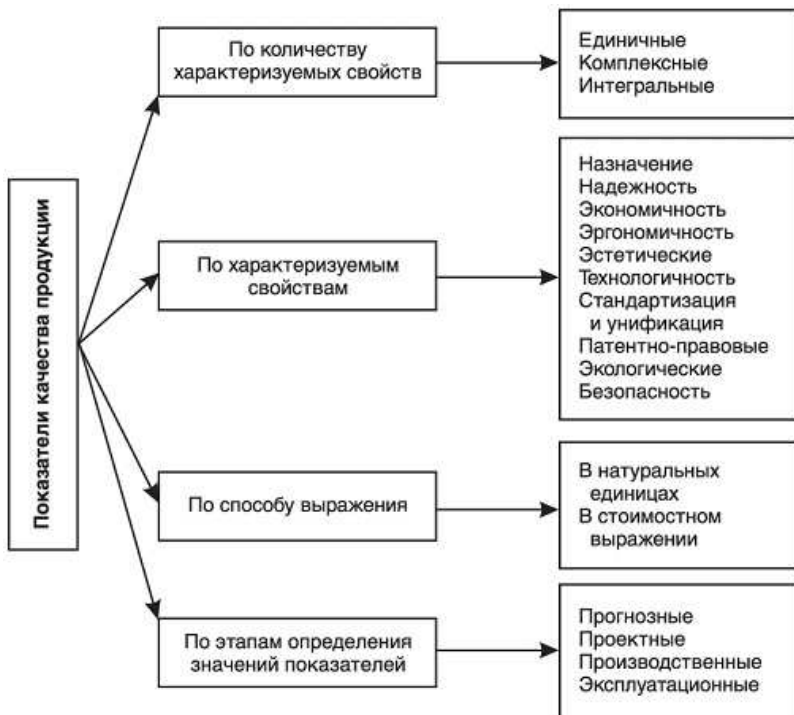 Показатели качества продукции
По количеству
характеризуемых свойств
Единичные
Комплексные
Интегральные
По характеризуемым
свойствам
Назначение
Надежность
Экономичность
Эргономичность
Эстетические
Технологичность
Стандартизация
и унификация
Патентно-правовые
Экологические
Безопасность
По способу выражения
В натуральных
единицах
В стоимостном
выражении
По этапам определения
значений показателей
Прогнозные
Проектные
Производственные
Эксплуатационные